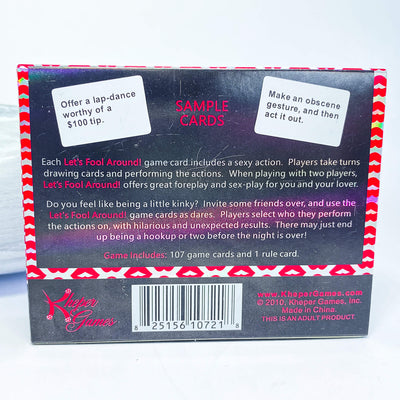 Offer a lap-dance
worthy of a
$100 tip.
SAMPLE
CARDS
Make an obscene
gesture, and then
act it out.
Each Let's Fool Around! game card includes a sexy action. Players take turns
drawing cards and performing the actions. When playing with two players,
Let's Fool Around! offers great foreplay and sex-play for you and your lover.
Do you feel like being a little kinky? Invite some friends over, and use the
Let's Fool Around! game cards as dares. Players select who they perform
the actions on, with hilarious and unexpected results. There may just end
up being a hookup or two before the night is over!
Game includes: 107 game cards and 1 rule card.
Kheper
Games
8 25156 10721 8
www.KheperGames.com
© 2010, Kheper Games, Inc.
Made in China.
THIS IS AN ADULT PRODUCT.